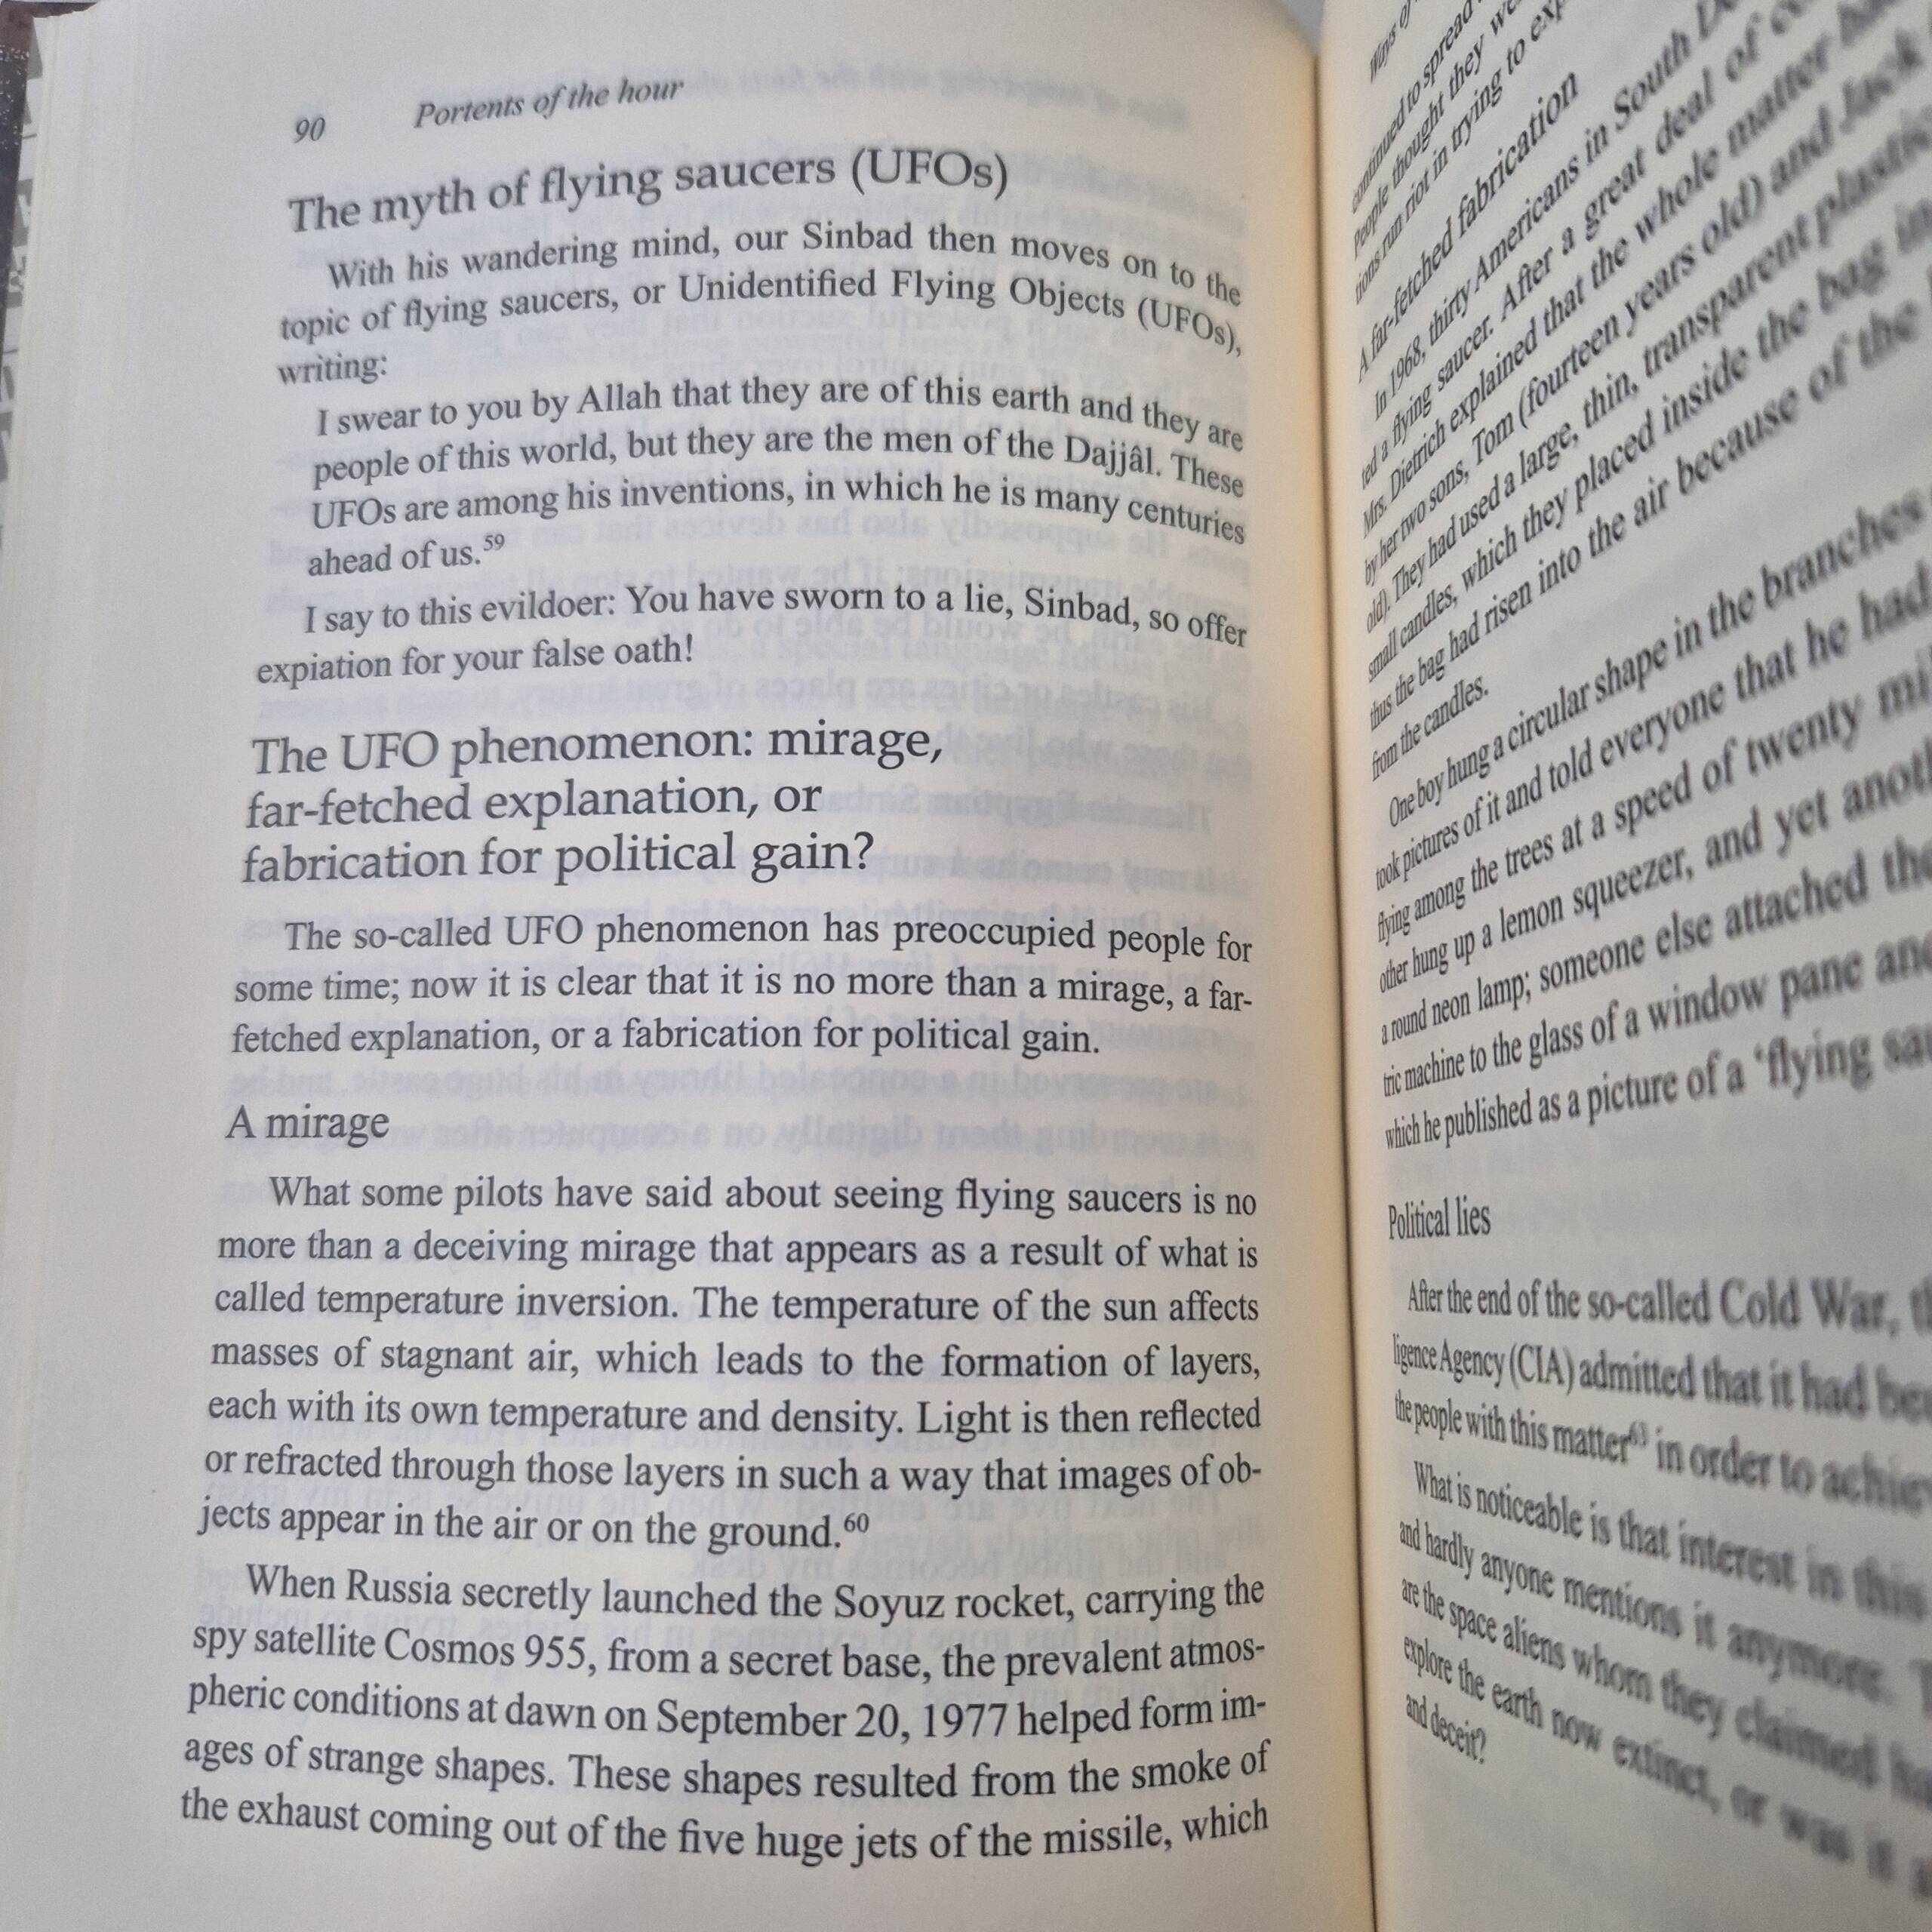 90 Portents of the hour
The myth of flying saucers (UFOs)
With his wandering mind, our Sinbad then moves on to the
topic of flying saucers, or Unidentified Flying Objects (UFOs),
writing:
I swear to you by Allah that they are of this earth and they are
people of this world, but they are the men of the Dajjâl. These
UFOs are among his inventions, in which he is many centuries
ahead of us.59
I say to this evildoer: You have sworn to a lie, Sinbad, so offer
expiation for your false oath!
The UFO phenomenon: mirage,
far-fetched explanation, or
fabrication for political gain?
The so-called UFO phenomenon has preoccupied people for
some time; now it is clear that it is no more than a mirage, a far-
fetched explanation, or a fabrication for political gain.
A mirage
What some pilots have said about seeing flying saucers is no
more than a deceiving mirage that appears as a result of what is
called temperature inversion. The temperature of the sun affects
masses of stagnant air, which leads to the formation of layers,
each with its own temperature and density. Light is then reflected
or refracted through those layers in such a way that images of ob-
jects appear in the air or on the ground.60
When Russia secretly launched the Soyuz rocket, carrying the
spy satellite Cosmos 955, from a secret base, the prevalent atmos-
pheric conditions at dawn on September 20, 1977 helped form im-
ages of strange shapes. These shapes resulted from the smoke of
the exhaust coming out of the five huge jets of the missile, which
Ways of
continued to spread
people thought they
tions run riot in trying to
A far-fetched fabrication
In 1968, thirty Americans in South
ted a flying saucer. After a great deal of
Mrs. Dietrich explained that the whole matter
by her two sons, Tom (fourteen years old) and Jack
old). They had used a large, thin, transparent plastic
small candles, which they placed inside the bag
thus the bag had risen into the air because of the
from the candles.
One boy hung a circular shape in the branches
took pictures of it and told everyone that he had
flying among the trees at a speed of twenty
other hung up a lemon squeezer, and yet
a round neon lamp; someone else attached the
tric machine to the glass of a window pane
which he published as a picture of a ‘flying
Political lies
After the end of the so-called Cold War,
ligence Agency (CIA) admitted that it had
the people with this matter63 in order to
What is noticeable is that interest in this
and hardly anyone mentions it anymore.
are the space aliens whom they claimed
explore the earth now extinct, or was it
and deceit?